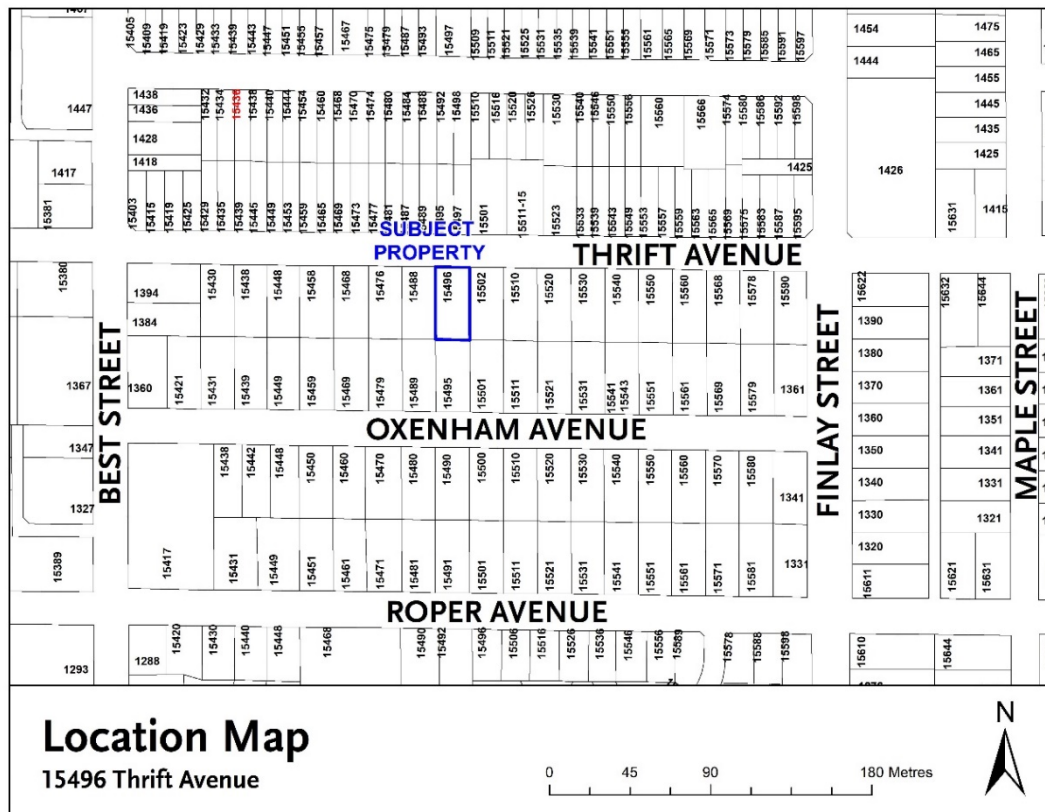 15405 15409 15419 15423 15429 15433 15439 15443 15447 15451 15455 15457 15467 15475 15479 15487 15493 15497 15509 15511 15521 15525 15531 15535 15539 15541 15551 15555 15561 15565 15569 15571 15573 15579 15585 15591 15597
1454 1475
1444 1465
1455
1447
1438 15432 15434 15436 15438 15440 15444 15454 15460 15468 15470 15474 15480 15484 15488 15492 15498 15510 15516 15520 15526 15530 15540 15546 15550 15556 15560 15566 15574 15580 15586 15592 15598
1445
1436
1435
1428
1425
1418
1425
1417
1426
15381 15403 15415 15419 15425 15429 15435 15439 15445 15449 15453 15459 15465 15469 15473 15477 15481 15487 15489 15495 15497 15501 15511-15 15523 15533 15539 15543 15549 15553 15557 15559 15563 15565 15569 15575 15583 15587 15595 15631 1415
SUBJECT
PROPERTY
THRIFT AVENUE
15380 1394 15430 15438 15448 15458 15468 15476 15488 15496 15502 15510 15520 15530 15540 15550 15560 15568 15578 15590 15622 15632 15644
1384
1390
1380
1371
1367 1360 15421 15431 15439 15449 15459 15469 15479 15489 15495 15501 15511 15521 15531 15541 15543 15551 15561 15569 15579 1361 1370 1361
1360
1351
BEST STREET
OXENHAM AVENUE
FINLAY STREET
MAPLE STREET
1347 15438 15442 15448 15450 15460 15470 15480 15490 15500 15510 15520 15530 15540 15550 15560 15570 15580 1350 1341
1341
1340
1331
1327
1330
1321
15389 15417 15431 15449 15451 15461 15471 15481 15491 15501 15511 15521 15531 15541 15551 15561 15571 15581 1331 1320
15611 15621 15631
ROPER AVENUE
1293 1288 15420 15430 15440 15448 15468 15490 15492 15496 15506 15516 15526 15536 15546 15556 15578 15588 15598 15610 15644
Location Map
15496 Thrift Avenue
N
0 45 90 180 Metres